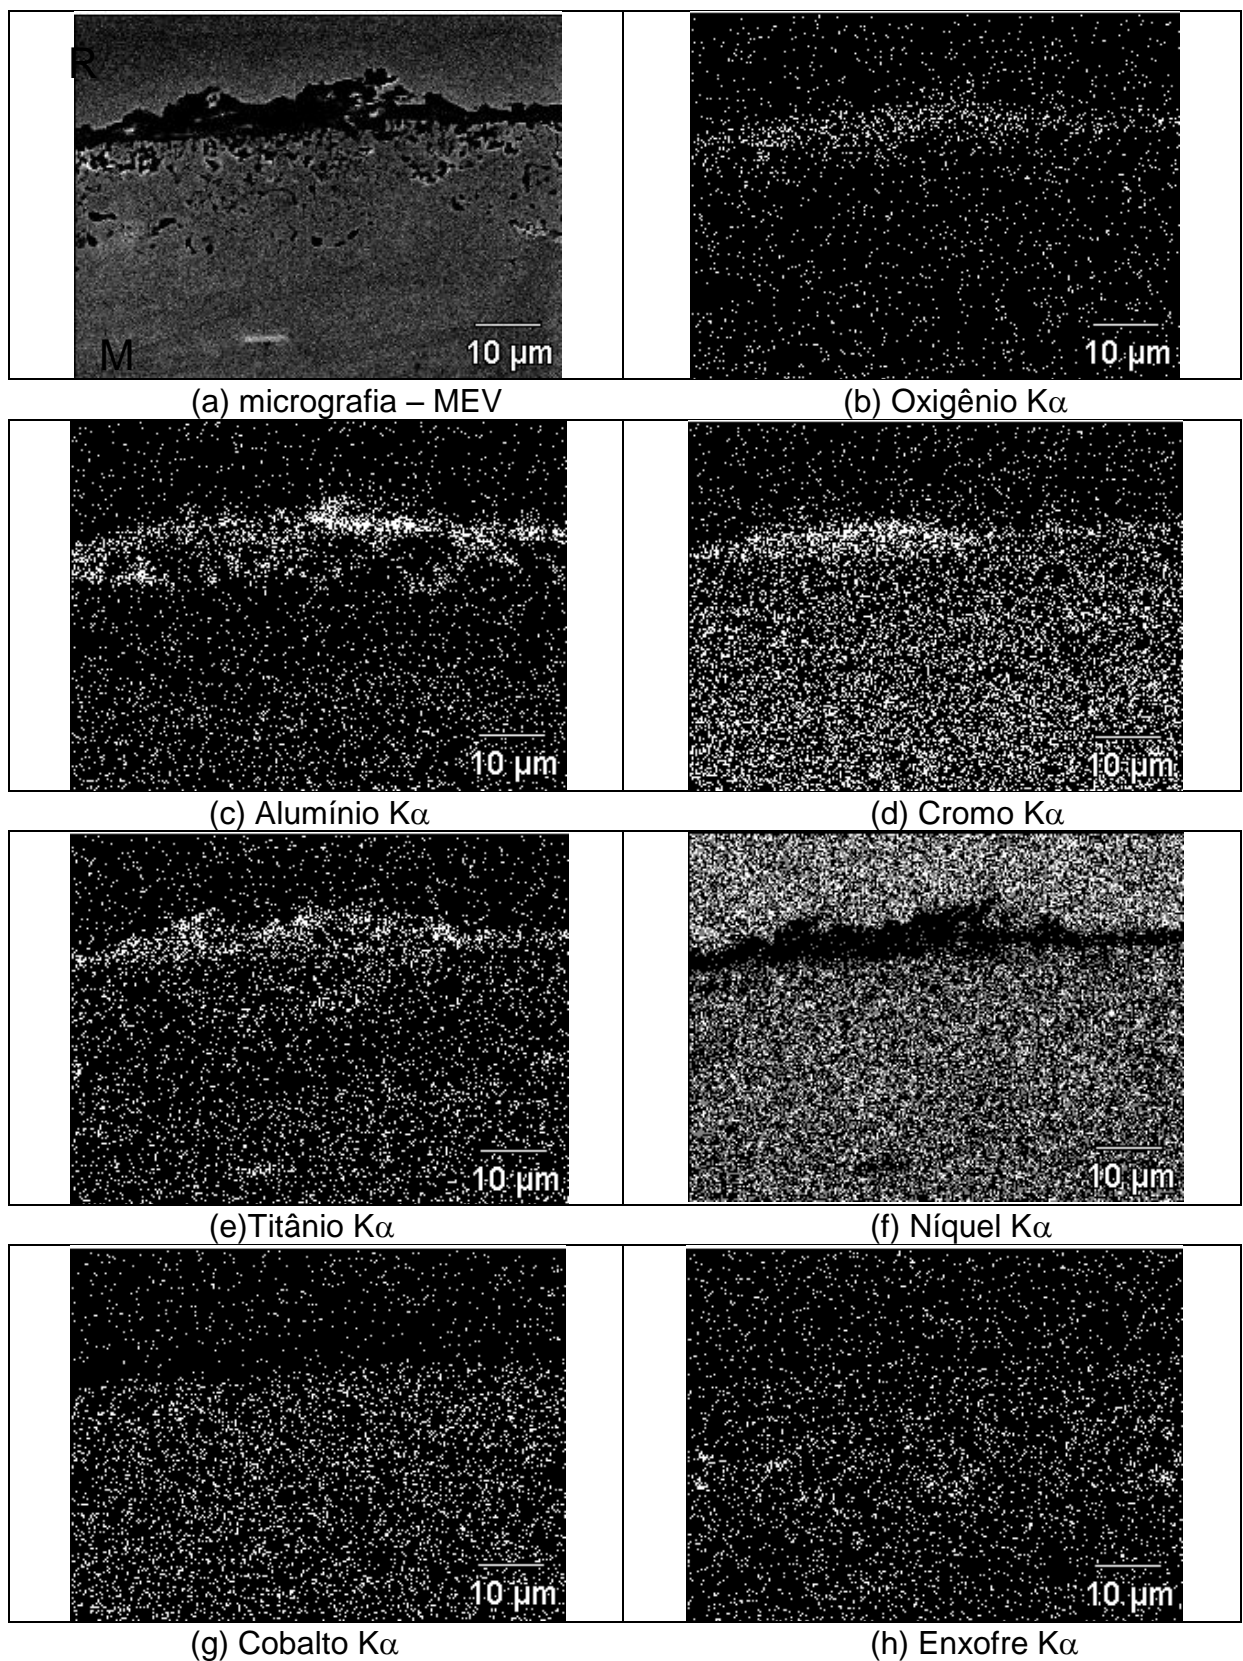 R
M
10 µm
10 µm
(a) micrografia – MEV
(b) Oxigênio Kα
10 µm
10 µm
(c) Alumínio Kα
(d) Cromo Kα
10 µm
10 µm
(e)Titânio Kα
(f) Níquel Kα
10 µm
10 µm
(g) Cobalto Kα
(h) Enxofre Kα